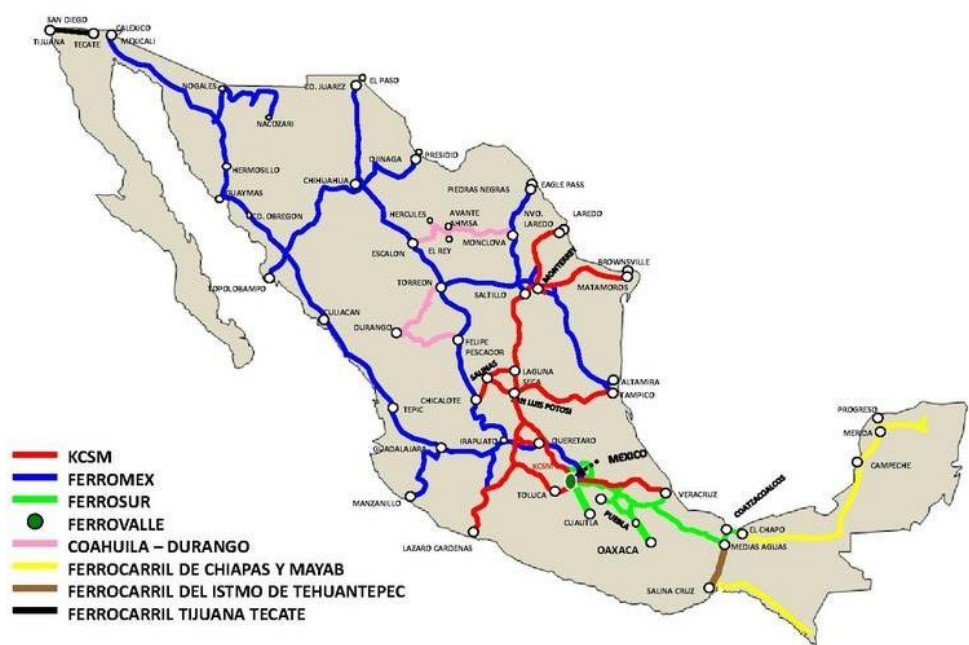 SAN DIEGO
TIJUANA
TECATE
CALEXICO
MEXICALI
NOGALES
NACOZARI
CD. JUAREZ
EL PASO
HERMOSILLO
GUAYMAS
CD. OBREGON
CHIHUAHUA
OJINAGA
PRESIDIO
PIEDRAS NEGRAS
EAGLE PASS
HERCULES
AVANTE
AHMSA
EL REY
ESCALON
MONCLOVA
NVO.
LAREDO
LAREDO
MONTERREY
BROWNSVILLE
MATAMOROS
TOPOLOBAMPO
TORREON
SALTILLO
CULIACAN
DURANGO
FELIPE
PESCADOR
SALINAS
LAGUNA
SECA
ALTAMIRA
TAMPICO
CHICALOTE
SAN LUIS POTOSI
TEPIC
GUADALAJARA
IRAPUATO
QUERETARO
MEXICO
KCSM
TOLUCA
MANZANILLO
LAZARO CARDENAS
CUAUTLA
PUEBLA
OAXACA
VERACRUZ
COATZACOALCOS
EL CHAPO
MEDIAS AGUAS
SALINA CRUZ
PROGRESO
MERIDA
CAMPECHE
KCSM
FERROMEX
FERROSUR
FERROVALLE
COAHUILA – DURANGO
FERROCARRIL DE CHIAPAS Y MAYAB
FERROCARRIL DEL ISTMO DE TEHUANTEPEC
FERROCARRIL TIJUANA TECATE